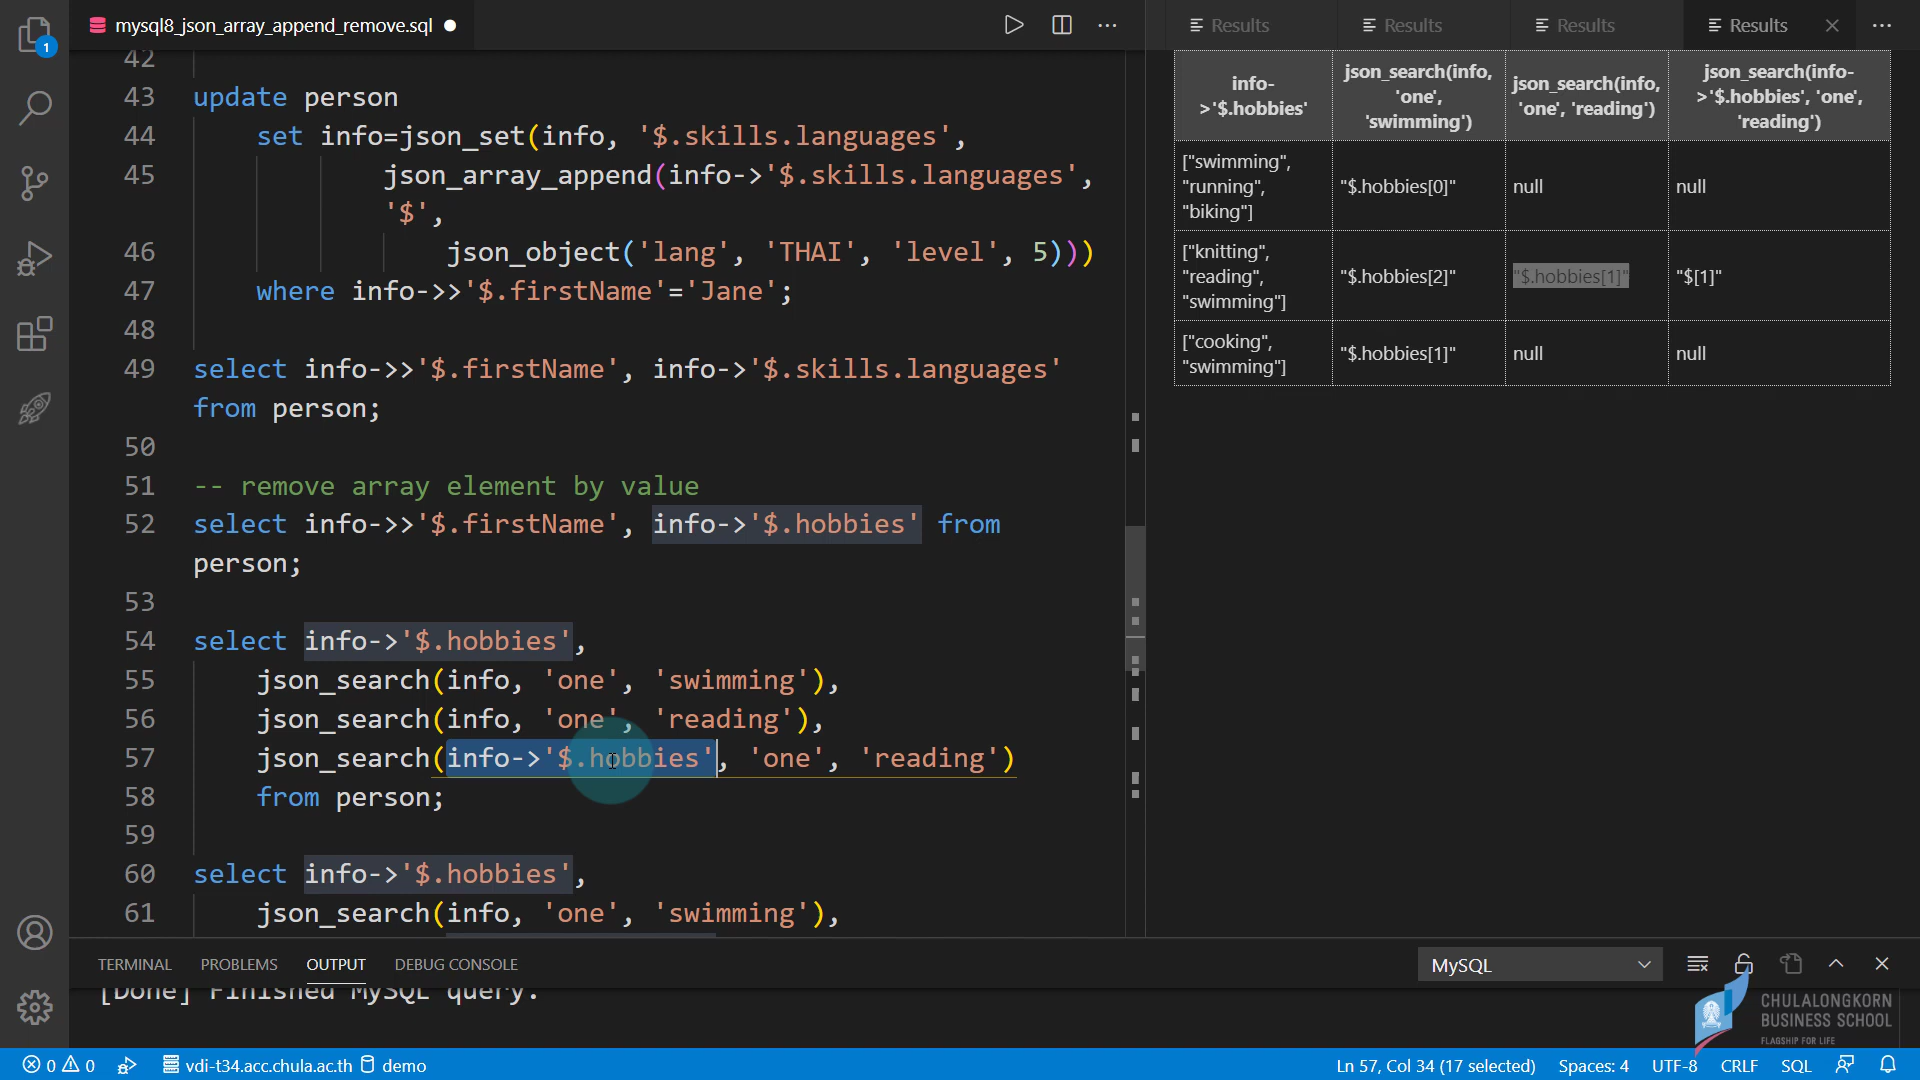 mysql8_json_array_append_remove.sql
Results
Results
Results
Results
1
42
43 update person
44 set info=json_set(info, '$.skills.languages',
45 json_array_append(info->'$.skills.languages',
'$',
46 json_object('lang', 'THAI', 'level', 5)))
47 where info->>'$.firstName'='Jane';
48
49 select info->>'$.firstName', info->'$.skills.languages'
from person;
50
51 -- remove array element by value
52 select info->>'$.firstName', info->'$.hobbies' from
person;
53
54 select info->'$.hobbies',
55 json_search(info, 'one', 'swimming'),
56 json_search(info, 'one', 'reading'),
57 json_search(info->'$.hobbies', 'one', 'reading')
58 from person;
59
60 select info->'$.hobbies',
61 json_search(info, 'one', 'swimming'),
info-
>'$.hobbies'
json_search(info,
'one',
'swimming')
json_search(info,
'one', 'reading')
json_search(info-
>'$.hobbies', 'one',
'reading')
["swimming",
"running",
"biking"]
"$.hobbies[0]"
null
null
["knitting",
"reading",
"swimming"]
"$.hobbies[2]"
"$.hobbies[1]"
"$[1]"
["cooking",
"swimming"]
"$.hobbies[1]"
null
null
TERMINAL PROBLEMS OUTPUT DEBUG CONSOLE
MySQL
[Done] Finished MySQL query.
CHULALONGKORN
BUSINESS SCHOOL
FLAGSHIP FOR LIFE
0 0 vdi-t34.acc.chula.ac.th demo
Ln 57, Col 34 (17 selected) Spaces: 4 UTF-8 CRLF SQL